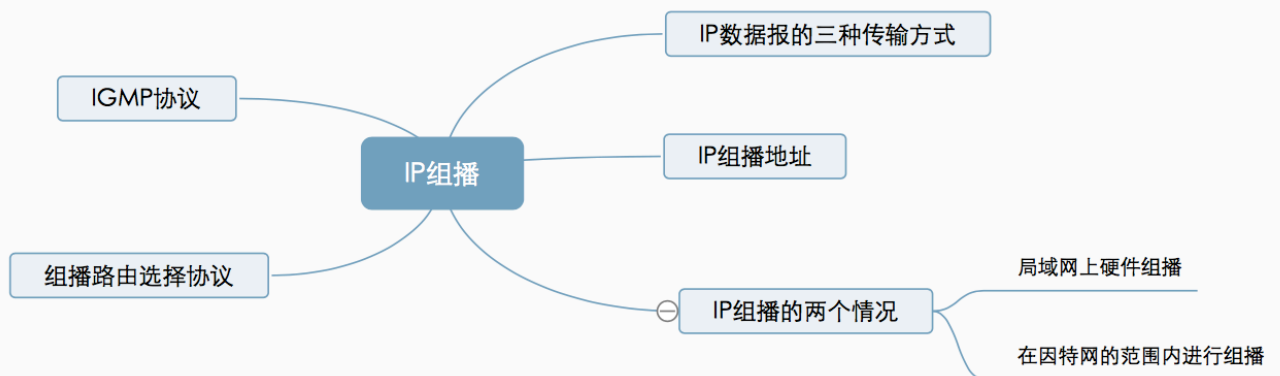 IP数据报的三种传输方式
IGMP协议
IP组播
IP组播地址
组播路由选择协议
IP组播的两个情况
局域网上硬件组播
在因特网的范围内进行组播